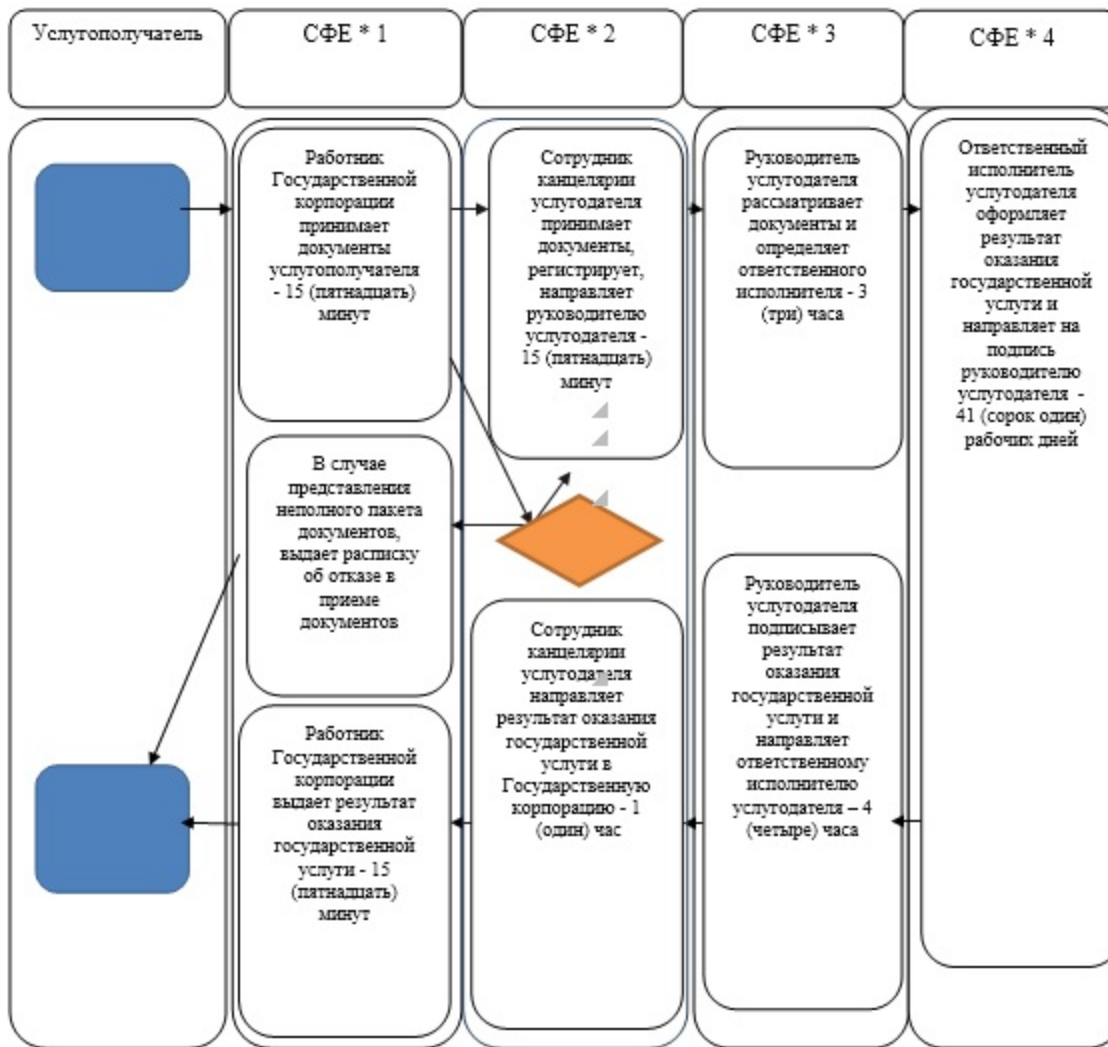 Услугополучатель
СФЕ * 1
СФЕ * 2
СФЕ * 3
СФЕ * 4
Работник
Государственной
корпорации
принимает
документы
услугополучателя
- 15 (пятнадцать)
минут
Сотрудник
канцелярии
услугодателя
принимает
документы,
регистрирует,
направляет
руководителю
услугодателя -
15 (пятнадцать)
минут
Руководитель
услугодателя
рассматривает
документы и
определяет
ответственного
исполнителя - 3
(три) часа
Ответственный
исполнитель
услугодателя
оформляет
результат
оказания
государственной
услуги и
направляет на
подпись
руководителю
услугодателя -
41 (сорок один)
рабочих дней
В случае
представления
неполного пакета
документов,
выдает расписку
об отказе в
приеме
документов
Работник
Государственной
корпорации
выдает результат
оказания
государственной
услуги - 15
(пятнадцать)
минут
Сотрудник
канцелярии
услугодателя
направляет
результат оказания
государственной
услуги в
Государственную
корпорацию - 1
(один) час
Руководитель
услугодателя
подписывает
результат
оказания
государственной
услуги и
направляет
ответственному
исполнителю
услугодателя – 4
(четыре) часа